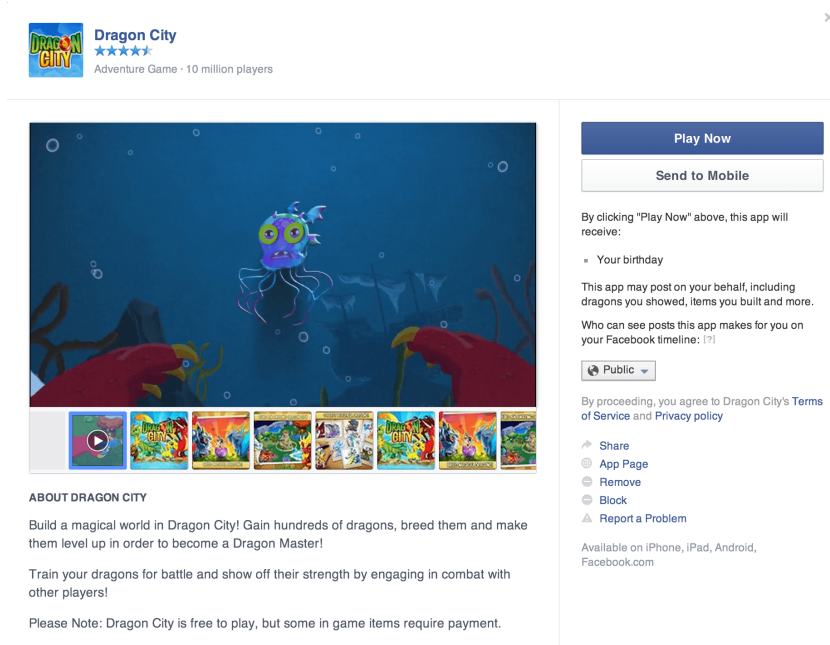 DRAGON
CITY
Dragon City
Adventure Game · 10 million players
Play Now
Send to Mobile
By clicking "Play Now" above, this app will
receive:
Your birthday
This app may post on your behalf, including
dragons you showed, items you built and more.
Who can see posts this app makes for you on
your Facebook timeline: [?]
Public
By proceeding, you agree to Dragon City's Terms
of Service and Privacy policy
Share
App Page
Remove
Block
Report a Problem
Available on iPhone, iPad, Android,
Facebook.com
DRAGON
CITY
DRAGON
CITY
ABOUT DRAGON CITY
Build a magical world in Dragon City! Gain hundreds of dragons, breed them and make
them level up in order to become a Dragon Master!
Train your dragons for battle and show off their strength by engaging in combat with
other players!
Please Note: Dragon City is free to play, but some in game items require payment.